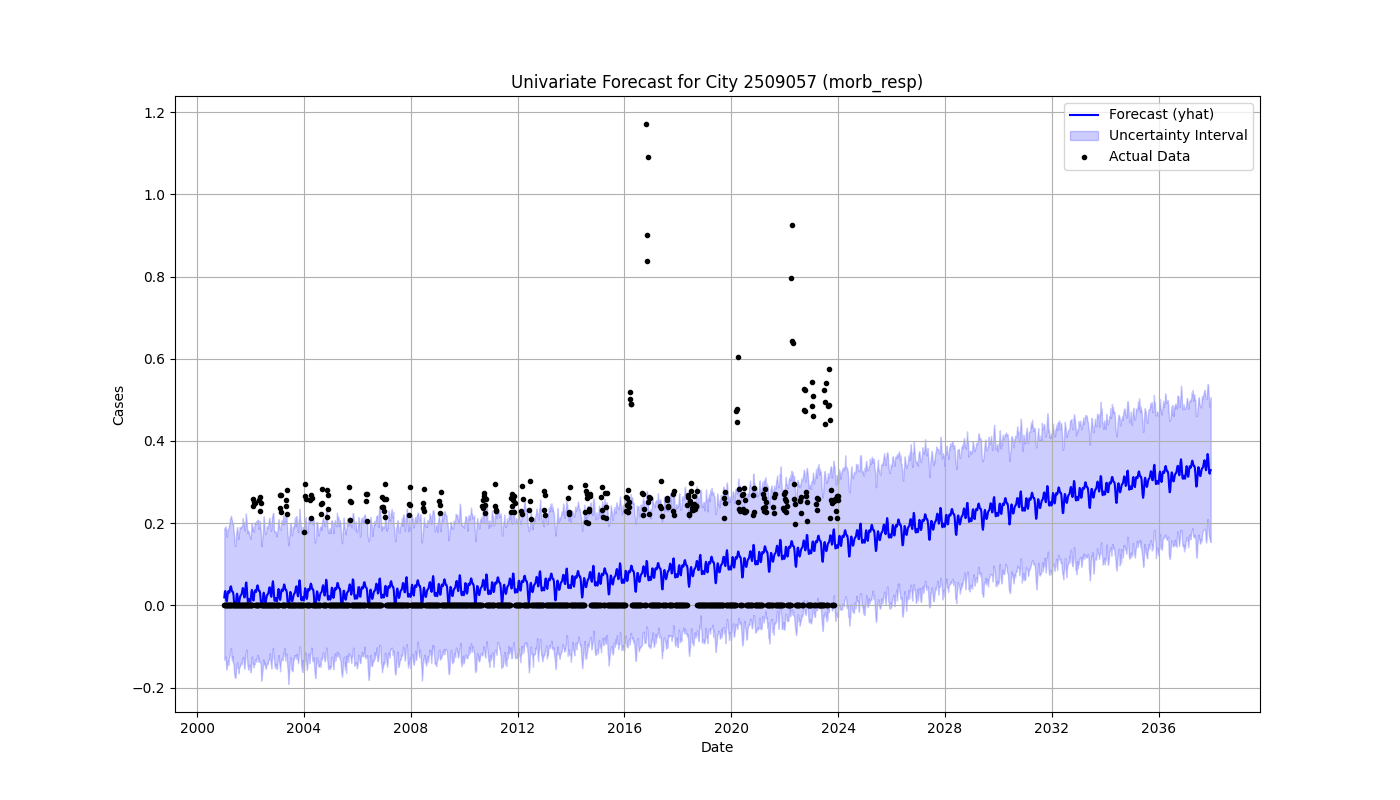 Univariate Forecast for City 2509057 (morb_resp)
Forecast (yhat)
Uncertainty Interval
Actual Data
Cases
1.2
1.0
0.8
0.6
0.4
0.2
0.0
−0.2
2000 2004 2008 2012 2016 2020 2024 2028 2032 2036
Date